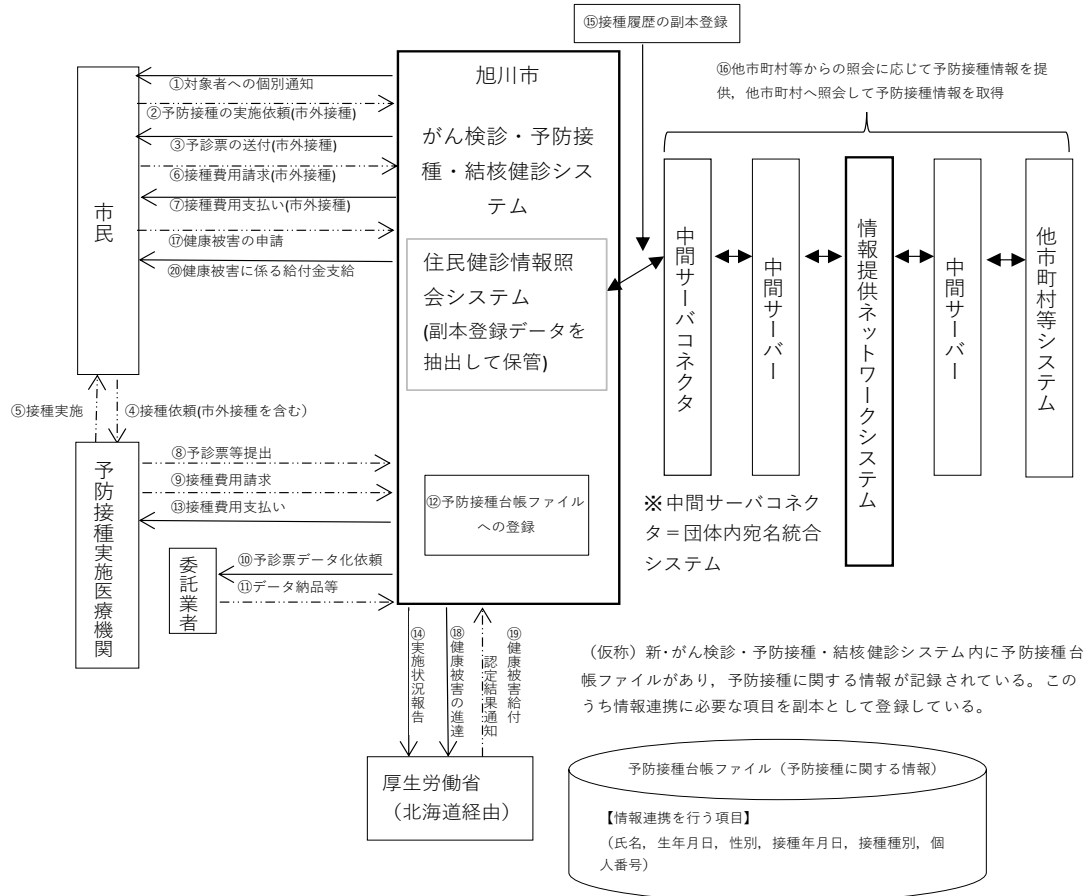 ⑮接種履歴の副本登録
旭川市
がん検診・予防接
種・結核健診シス
テム
住民健診情報照
会システム
(副本登録データを
抽出して保管)
⑫予防接種台帳ファイル
への登録
市民
①対象者への個別通知
②予防接種の実施依頼(市外接種)
③予診票の送付(市外接種)
⑥接種費用請求(市外接種)
⑦接種費用支払い(市外接種)
⑰健康被害の申請
⑳健康被害に係る給付金支給
⑤接種実施
④接種依頼(市外接種を含む）
予防接種実施医療機関
⑧予診票等提出
⑨接種費用請求
⑬接種費用支払い
委託業者
⑩予診票データ化依頼
⑪データ納品等
⑭実施状況報告
⑱健康被害の進達
⑲健康被害給付
認定結果通知
厚生労働省
（北海道経由）
⑯他市町村等からの照会に応じて予防接種情報を提
供，他市町村へ照会して予防接種情報を取得
中間サーバコネクタ
中間サーバー
情報提供ネットワークシステム
中間サーバー
他市町村等システム
※中間サーバコネク
タ＝団体内宛名統合
システム
（仮称）新・がん検診・予防接種・結核健診システム内に予防接種台
帳ファイルがあり，予防接種に関する情報が記録されている。この
うち情報連携に必要な項目を副本として登録している。
予防接種台帳ファイル（予防接種に関する情報）
【情報連携を行う項目】
（氏名，生年月日，性別，接種年月日，接種種別，個
人番号）